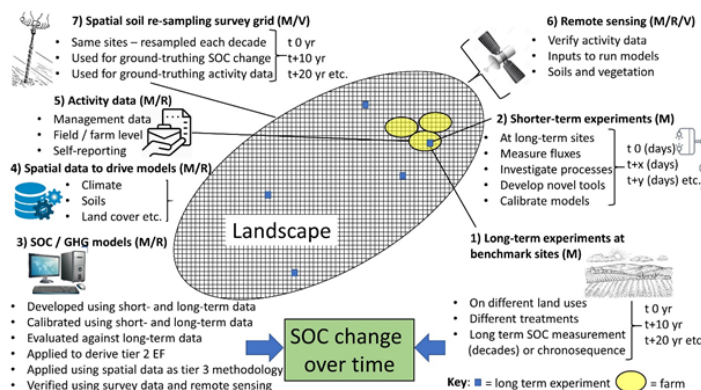 7) Spatial soil re-sampling survey grid (M/V)
• Same sites – resampled each decade
• Used for ground-truthing SOC change
• Used for ground-truthing activity data
t 0 yr
t+10 yr
t+20 yr etc.
6) Remote sensing (M/R/V)
• Verify activity data
• Inputs to run models
• Soils and vegetation
5) Activity data (M/R)
• Management data
• Field / farm level
• Self-reporting
2) Shorter-term experiments (M)
• At long-term sites
• Measure fluxes
• Investigate processes
• Develop novel tools
• Calibrate models
t 0 (days)
t+x (days)
t+y (days) etc.
4) Spatial data to drive models (M/R)
• Climate
• Soils
• Land cover etc.
Landscape
3) SOC / GHG models (M/R)
• Developed using short- and long-term data
• Calibrated using short- and long-term data
• Evaluated against long-term data
• Applied to derive tier 2 EF
• Applied using spatial data as tier 3 methodology
• Verified using survey data and remote sensing
1) Long-term experiments at
benchmark sites (M)
• On different land uses
• Different treatments
• Long term SOC measurement
(decades) or chronosequence)
t 0 yr
t+10 yr
t+20 yr etc
SOC change
over time
Key: = long term experiment = farm